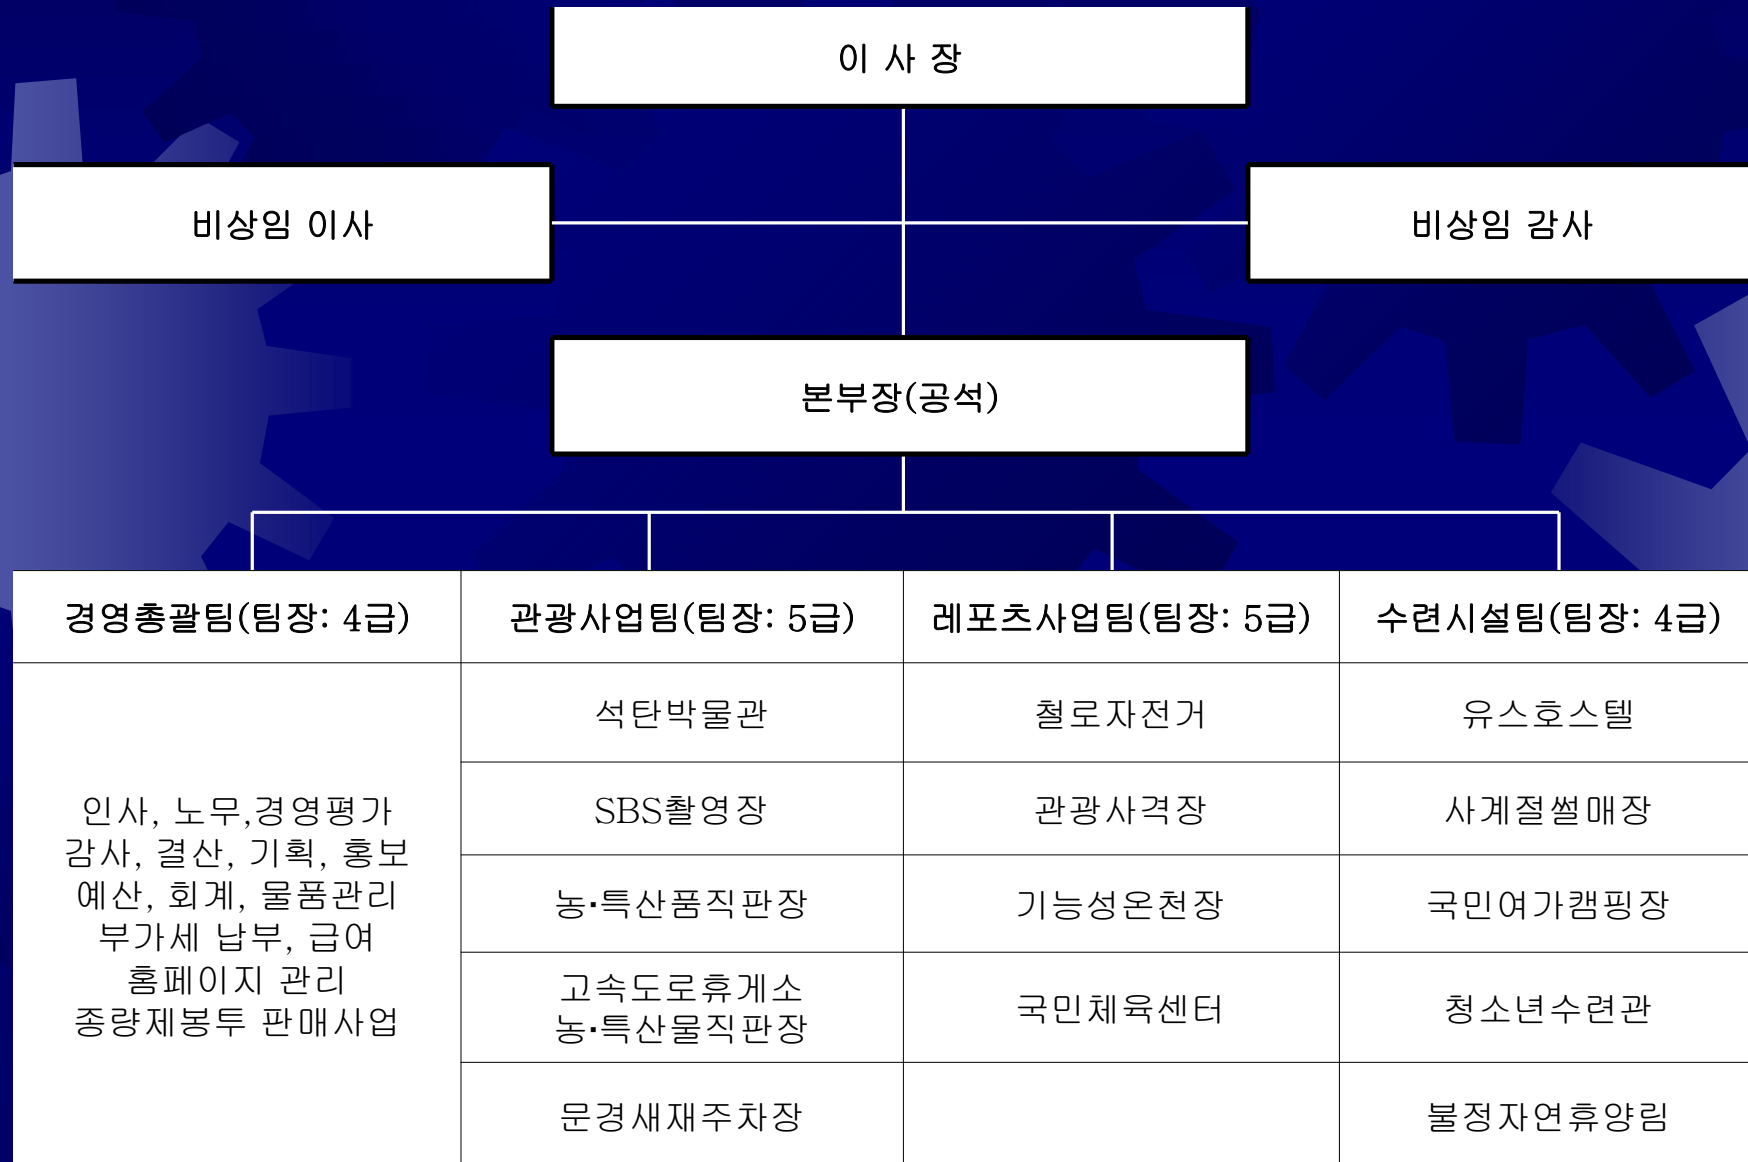 이 사 장
비상임 이사
비상임 감사
본부장(공석)
경영총괄팀(팀장: 4급)
관광사업팀(팀장: 5급)
레포츠사업팀(팀장: 5급)
수련시설팀(팀장: 4급)
인사, 노무,경영평가
감사, 결산, 기획, 홍보
예산, 회계, 물품관리
부가세 납부, 급여
홈페이지 관리
종량제봉투 판매사업
석탄박물관
철로자전거
유스호스텔
SBS촬영장
관광사격장
사계절썰매장
농·특산품직판장
기능성온천장
국민여가캠핑장
고속도로휴게소
농·특산물직판장
국민체육센터
청소년수련관
문경새재주차장
불정자연휴양림